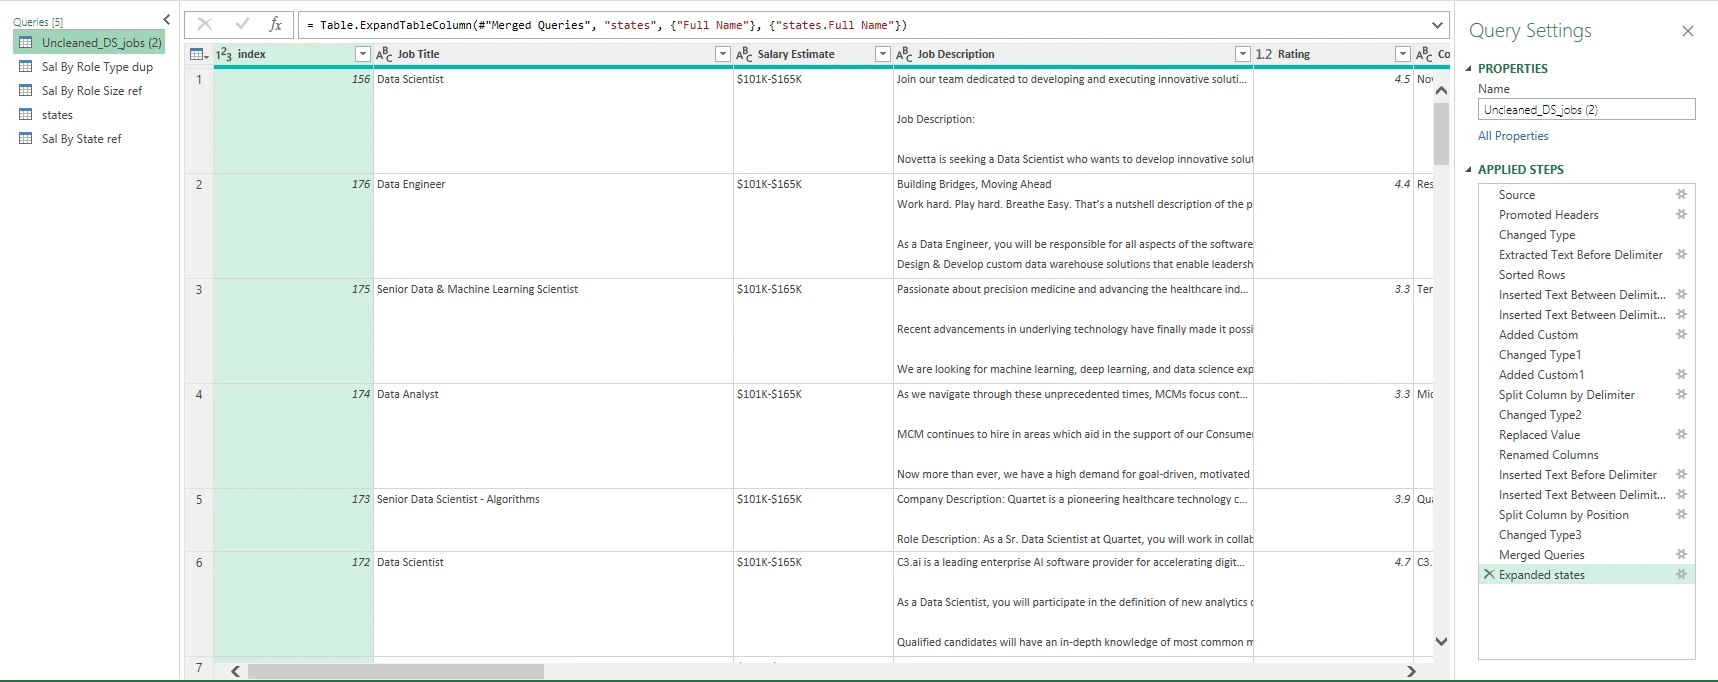 Queries [5]
Uncleaned_DS_jobs (2)
Sal By Role Type dup
Sal By Role Size ref
states
Sal By State ref
fx
= Table.ExpandTableColumn(#"Merged Queries", "states", {"Full Name"}, {"states.Full Name"})
1²3 index
ABC Job Title
ABC Salary Estimate
ABC Job Description
1.2 Rating
ABC Co
1
156
Data Scientist
$101K-$165K
Join our team dedicated to developing and executing innovative soluti...
Job Description:
Novetta is seeking a Data Scientist who wants to develop innovative solut
4.5
Nov
2
176
Data Engineer
$101K-$165K
Building Bridges, Moving Ahead
Work hard. Play hard. Breathe Easy. That’s a nutshell description of the p
As a Data Engineer, you will be responsible for all aspects of the software
Design & Develop custom data warehouse solutions that enable leadersh
4.4
Res
3
175
Senior Data & Machine Learning Scientist
$101K-$165K
Passionate about precision medicine and advancing the healthcare ind...
Recent advancements in underlying technology have finally made it possi
We are looking for machine learning, deep learning, and data science exp
3.3
Ter
4
174
Data Analyst
$101K-$165K
As we navigate through these unprecedented times, MCMs focus cont...
MCM continues to hire in areas which aid in the support of our Consumer
Now more than ever, we have a high demand for goal-driven, motivated
3.3
Mic
5
173
Senior Data Scientist - Algorithms
$101K-$165K
Company Description: Quartet is a pioneering healthcare technology c...
Role Description: As a Sr. Data Scientist at Quartet, you will work in collab
3.9
Qua
6
172
Data Scientist
$101K-$165K
C3.ai is a leading enterprise AI software provider for accelerating digit...
As a Data Scientist, you will participate in the definition of new analytics c
Qualified candidates will have an in-depth knowledge of most common m
4.7
C3.
7
Query Settings
PROPERTIES
Name
Uncleaned_DS_jobs (2)
All Properties
APPLIED STEPS
Source
Promoted Headers
Changed Type
Extracted Text Before Delimiter
Sorted Rows
Inserted Text Between Delimit...
Inserted Text Between Delimit...
Added Custom
Changed Type1
Added Custom1
Split Column by Delimiter
Changed Type2
Replaced Value
Renamed Columns
Inserted Text Before Delimiter
Inserted Text Between Delimit...
Split Column by Position
Changed Type3
Merged Queries
Expanded states